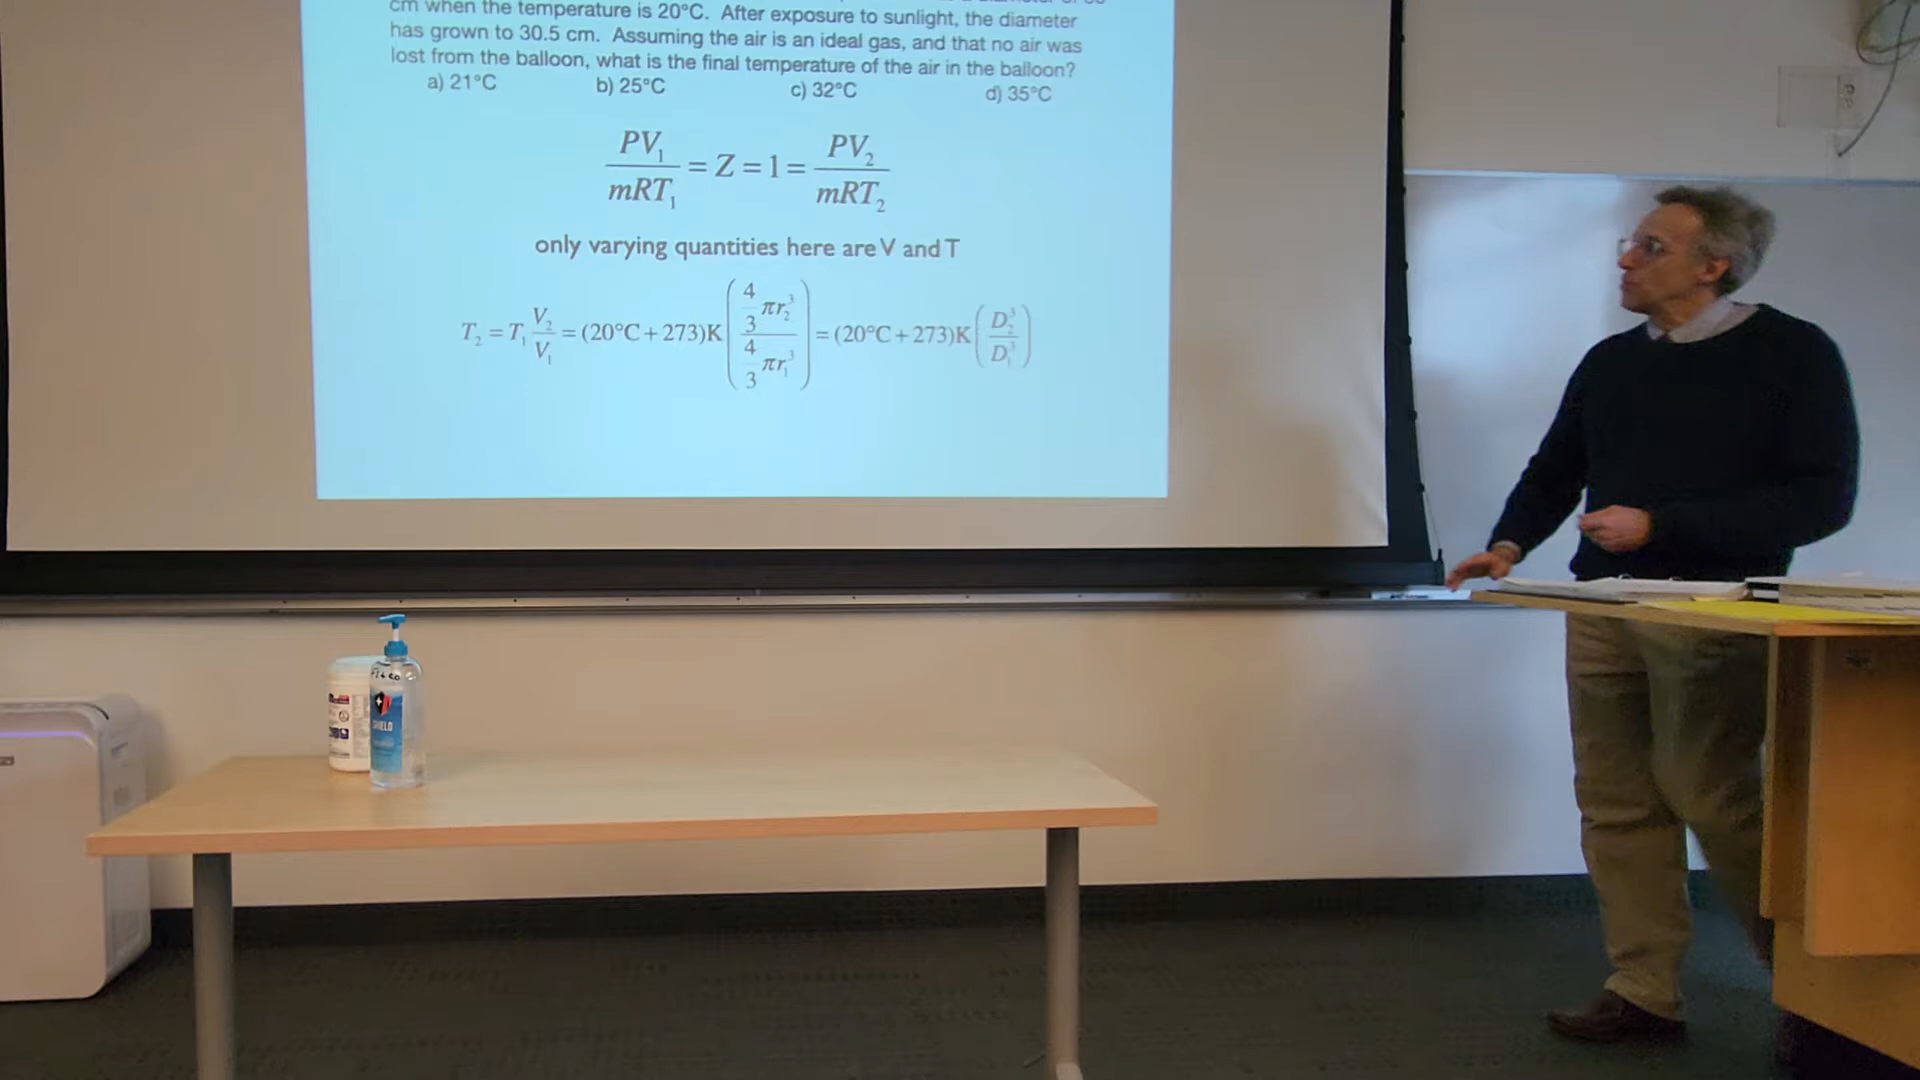 cm when the temperature is 20°C. After exposure to sunlight, the diameter
has grown to 30.5 cm. Assuming the air is an ideal gas, and that no air was
lost from the balloon, what is the final temperature of the air in the balloon?
a) 21°C b) 25°C c) 32°C d) 35°C
PV₁/mRT₁ = Z = 1 = PV₂/mRT₂
only varying quantities here are V and T
T₂ = T₁ V₂/V₁ = (20°C + 273)K (4/3 πr₂³ / 4/3 πr₁³) = (20°C + 273)K (D₂³/D₁³)
SHIELD